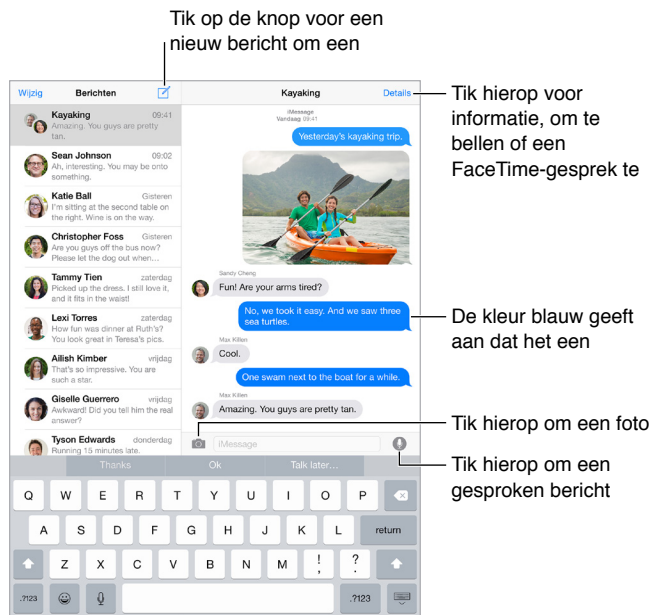 Tik op de knop voor een
nieuw bericht om een
Wijzig Berichten
Kayaking 09:41
Amazing. You guys are pretty
tan.
Sean Johnson 09:02
Ah, interesting. You may be onto
something.
Katie Ball Gisteren
I'm sitting at the second table on
the right. Wine is on the way.
Christopher Foss Gisteren
Are you guys off the bus now?
Please let the dog out when…
Tammy Tien zaterdag
Picked up the dress. I still love it,
and it fits in the waist!
Lexi Torres zaterdag
How fun was dinner at Ruth's?
You look great in Teresa's pics.
Ailish Kimber vrijdag
That's so impressive. You are
such a star.
Giselle Guerrero vrijdag
Awkward! Did you tell him the real
answer?
Tyson Edwards donderdag
Running 15 minutes late.
Kayaking Details
iMessage
Vandaag 09:41
Yesterday's kayaking trip.
Sandy Cheng
Fun! Are your arms tired?
No, we took it easy. And we saw three
sea turtles.
Max Killen
Cool.
One swam next to the boat for a while.
Max Killen
Amazing. You guys are pretty tan.
iMessage
Tik hierop voor
informatie, om te
bellen of een
FaceTime-gesprek te
De kleur blauw geeft
aan dat het een
Tik hierop om een foto
Tik hierop om een
gesproken bericht
Thanks Ok Talk later…
Q W E R T Y U I O P
A S D F G H J K L return
Z X C V B N M ! , ? .
.?123 .?123